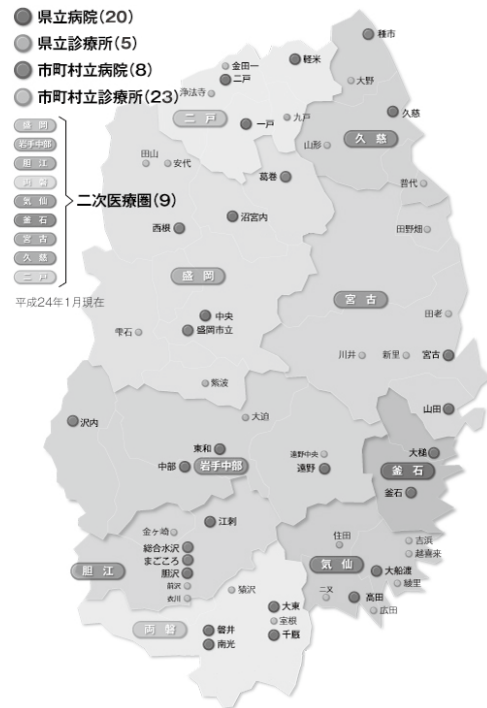 県立病院(20)
県立診療所(5)
市町村立病院(8)
市町村立診療所(23)
盛岡
岩手中部
胆江
両磐
気仙
釜石
宮古
久慈
二戸
二次医療圏(9)
平成24年1月現在
種市
軽米
金田一
二戸
大野
浄法寺
久慈
九戸
一戸
二戸
久慈
山形
田山
安代
葛巻
普代
沼宮内
西根
田野畑
盛岡
宮古
田老
中央
雫石
盛岡市立
川井
新里
宮古
紫波
山田
沢内
大迫
東和
遠野中央
大槌
中部
岩手中部
遠野
釜石
釜石
江刺
金ヶ崎
住田
吉浜
総合水沢
越喜来
まごころ
気仙
胆江
胆沢
大船渡
前沢
猿沢
綾里
衣川
二又
高田
大東
広田
室根
両磐
磐井
千厩
南光